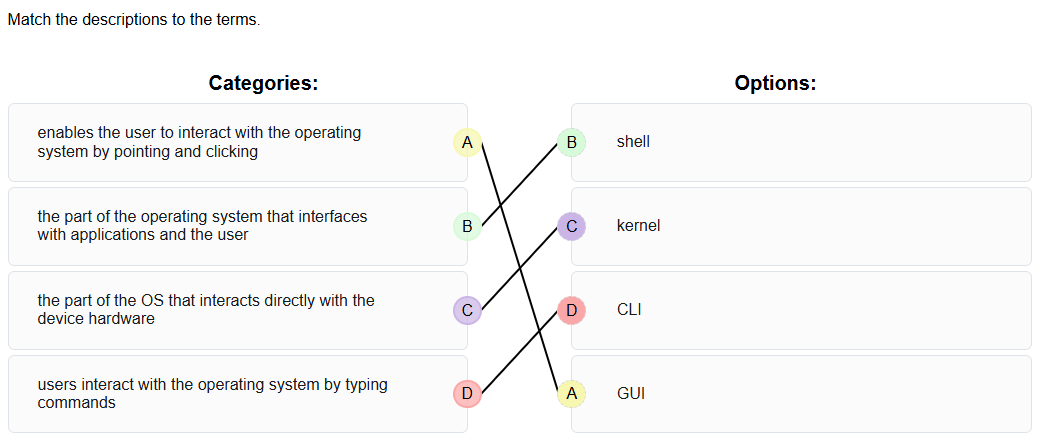 Match the descriptions to the terms.
Categories:
Options:
enables the user to interact with the operating
system by pointing and clicking
A
B
shell
the part of the operating system that interfaces
with applications and the user
B
C
kernel
the part of the OS that interacts directly with the
device hardware
C
D
CLI
users interact with the operating system by typing
commands
D
A
GUI